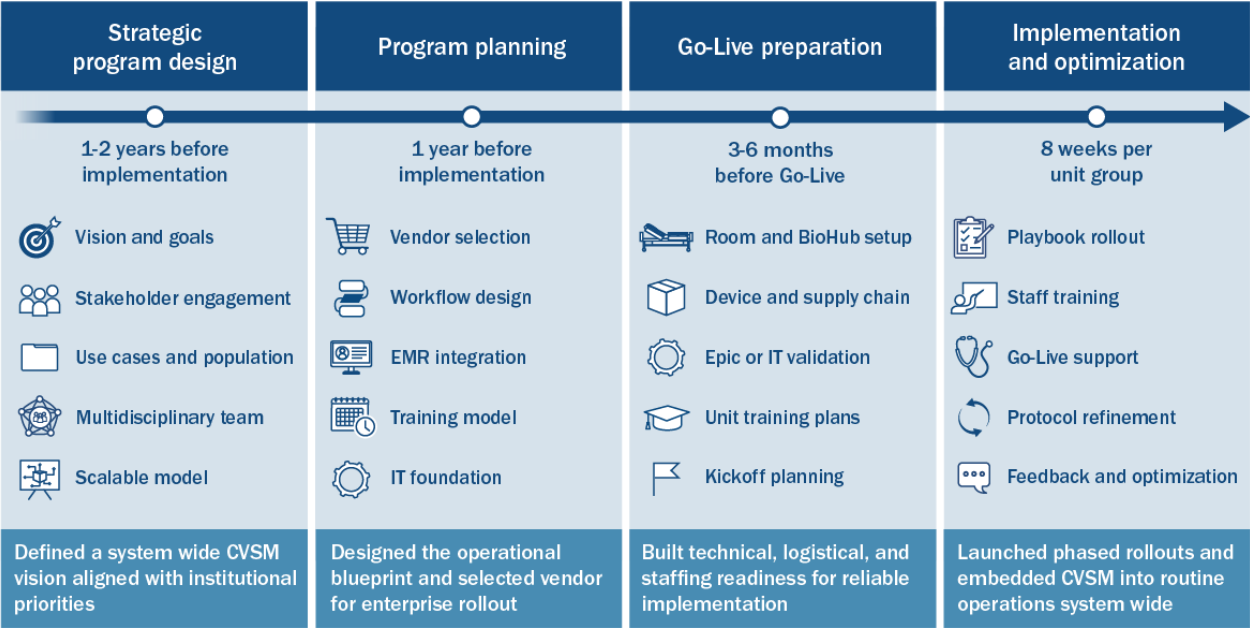 Strategic
program design
1-2 years before
implementation
Vision and goals
Stakeholder engagement
Use cases and population
Multidisciplinary team
Scalable model
Defined a system wide CVSM
vision aligned with institutional
priorities
Program planning
1 year before
implementation
Vendor selection
Workflow design
EMR integration
Training model
IT foundation
Designed the operational
blueprint and selected vendor
for enterprise rollout
Go-Live preparation
3-6 months
before Go-Live
Room and BioHub setup
Device and supply chain
Epic or IT validation
Unit training plans
Kickoff planning
Built technical, logistical, and
staffing readiness for reliable
implementation
Implementation
and optimization
8 weeks per
unit group
Playbook rollout
Staff training
Go-Live support
Protocol refinement
Feedback and optimization
Launched phased rollouts and
embedded CVSM into routine
operations system wide